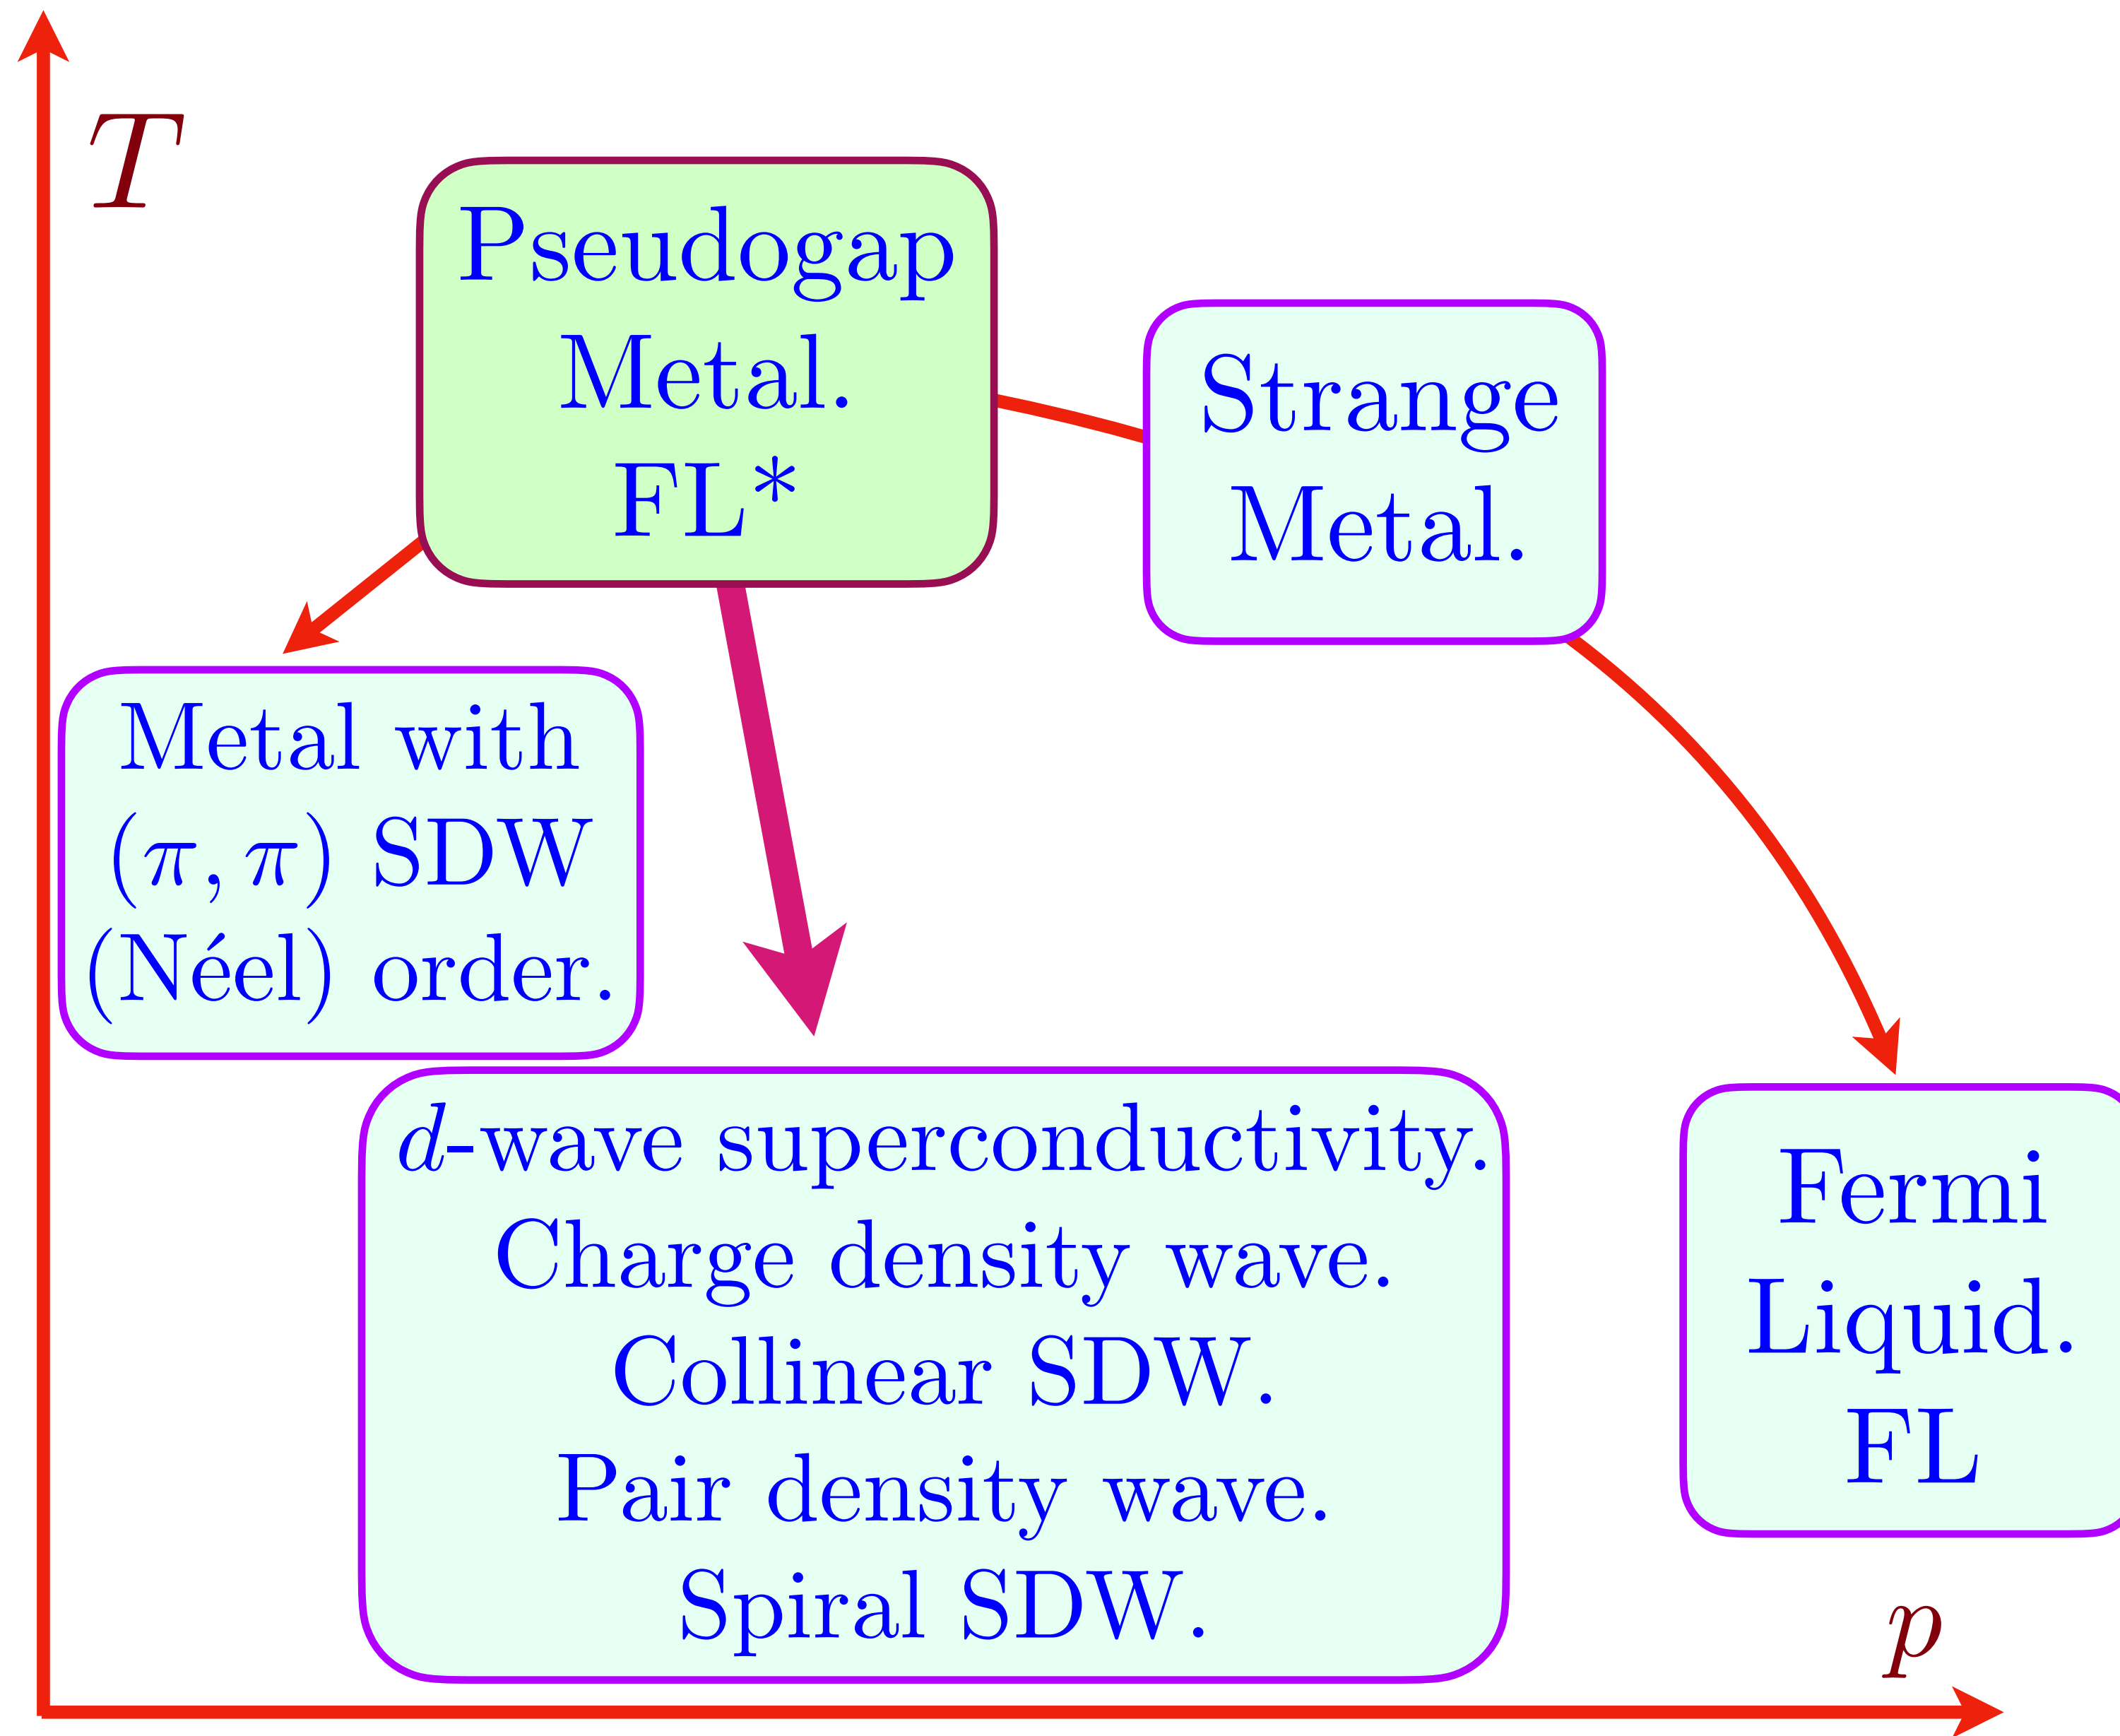 T
Pseudogap
Metal.
FL*
Strange
Metal.
Metal with
(π, π) SDW
(Néel) order.
d-wave superconductivity.
Charge density wave.
Collinear SDW.
Pair density wave.
Spiral SDW.
Fermi
Liquid.
FL
p